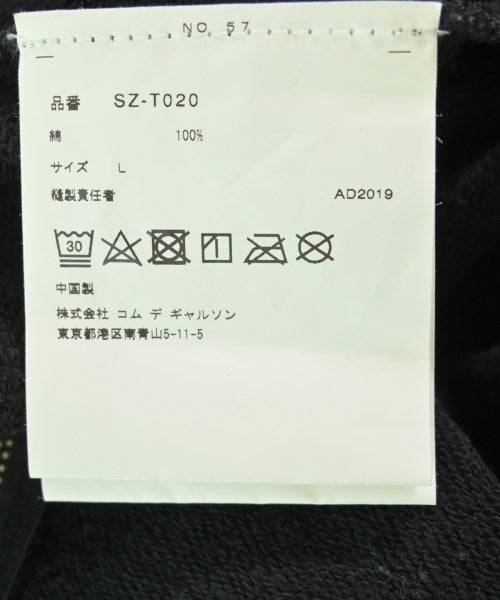 NO. 57
品番 SZ-T020
綿 100%
サイズ L
縫製責任者 AD2019
30
中国製
株式会社 コム デ ギャルソン
東京都港区南青山5-11-5